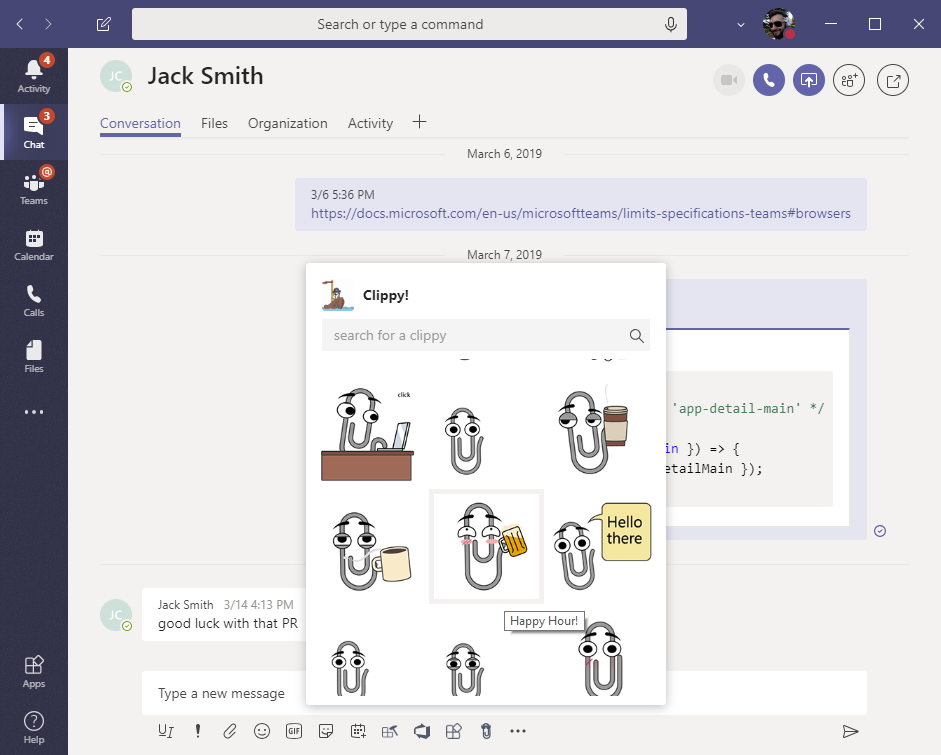 Search or type a command
4
Activity
3
Chat
@
Teams
Calendar
Calls
Files
Apps
Help
JC
Jack Smith
Conversation
Files
Organization
Activity
March 6, 2019
3/6 5:36 PM
https://docs.microsoft.com/en-us/microsoftteams/limits-specifications-teams#browsers
March 7, 2019
'app-detail-main' */
in }) => {
etailMain });
Clippy!
search for a clippy
click
Hello
there
Happy Hour!
JC
Jack Smith 3/14 4:13 PM
good luck with that PR
Type a new message
GIF